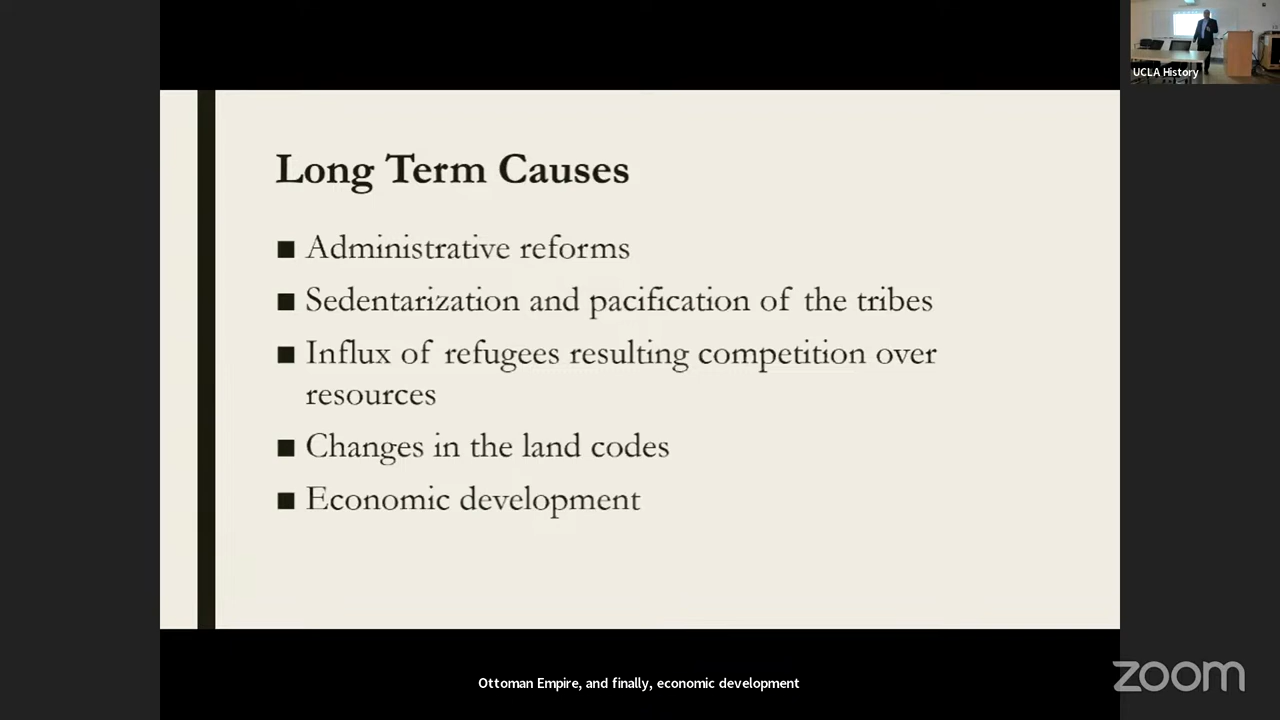 UCLA History
Long Term Causes
■ Administrative reforms
■ Sedentarization and pacification of the tribes
■ Influx of refugees resulting competition over
resources
■ Changes in the land codes
■ Economic development
Ottoman Empire, and finally, economic development
zoom